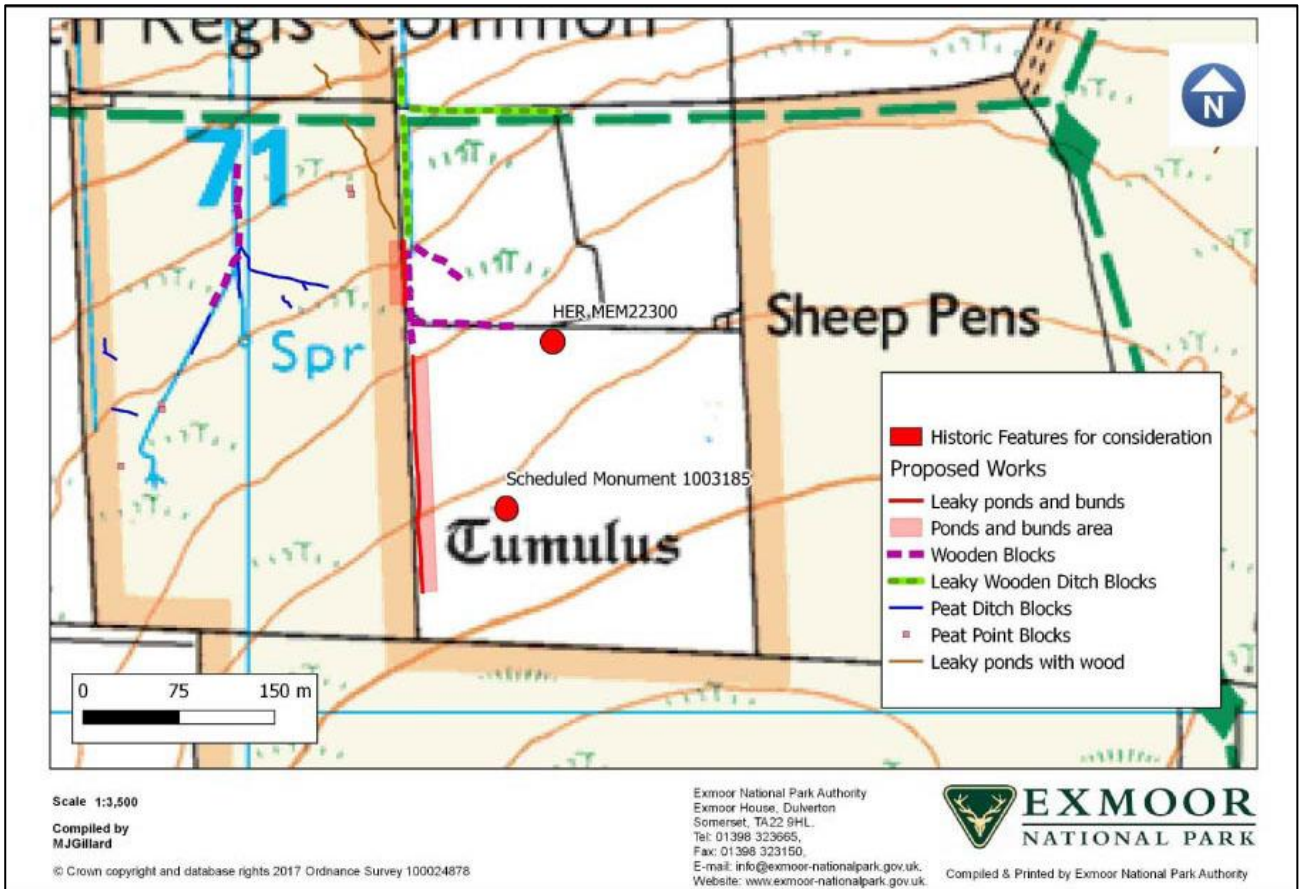 Regis Common
N
71
HER MEM22300
Sheep Pens
Spr
Scheduled Monument 1003185
Tumulus
Historic Features for consideration
Proposed Works
Leaky ponds and bunds
Ponds and bunds area
Wooden Blocks
Leaky Wooden Ditch Blocks
Peat Ditch Blocks
Peat Point Blocks
Leaky ponds with wood
0 75 150 m
Scale 1:3,500
Compiled by
MJGillard
© Crown copyright and database rights 2017 Ordnance Survey 100024878
Exmoor National Park Authority
Exmoor House, Dulverton
Somerset, TA22 9HL.
Tel: 01398 323665,
Fax: 01398 323150,
E-mail: info@exmoor-nationalpark.gov.uk.
Website: www.exmoor-nationalpark.gov.uk.
EXMOOR
NATIONAL PARK
Compiled & Printed by Exmoor National Park Authority